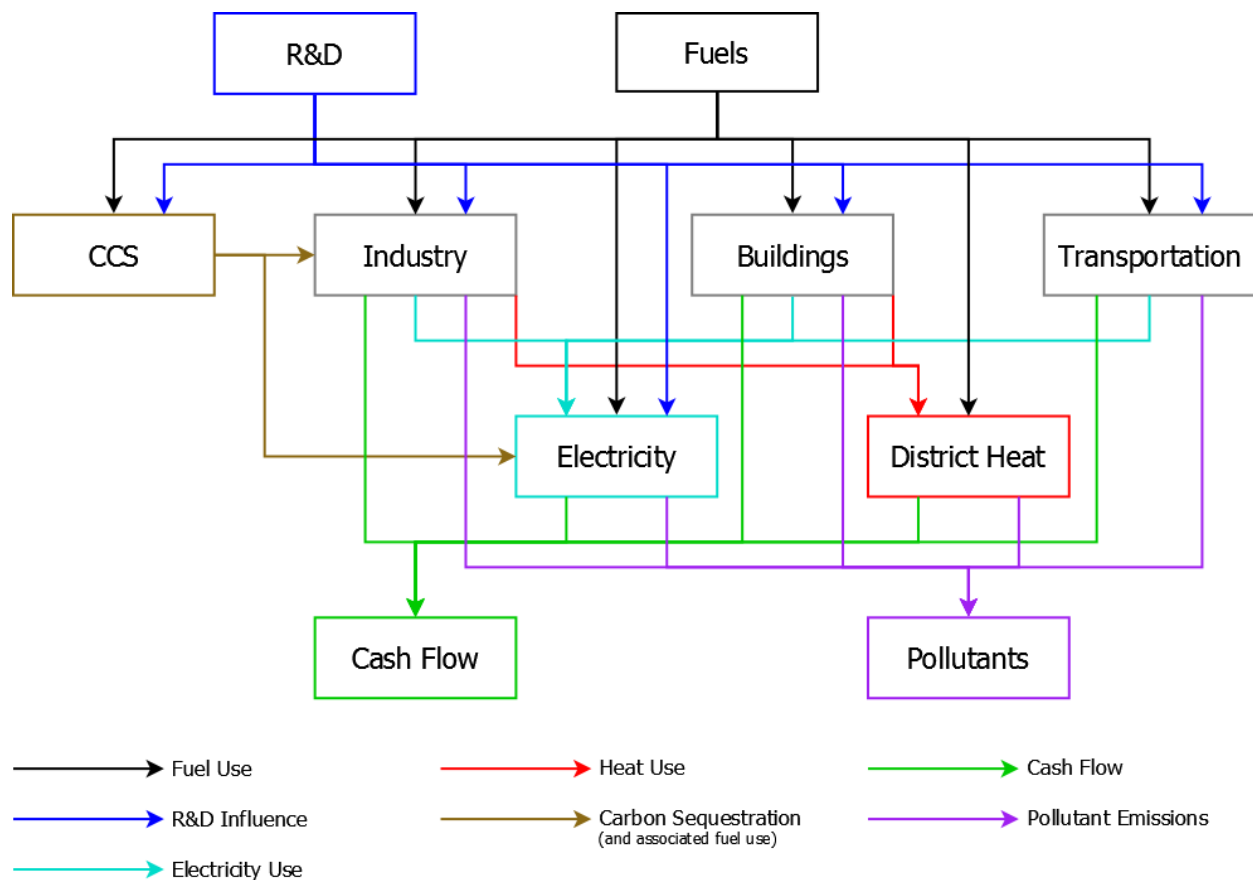 R&D
Fuels
CCS
Industry
Buildings
Transportation
Electricity
District Heat
Cash Flow
Pollutants
Fuel Use
Heat Use
Cash Flow
R&D Influence
Carbon Sequestration
(and associated fuel use)
Pollutant Emissions
Electricity Use